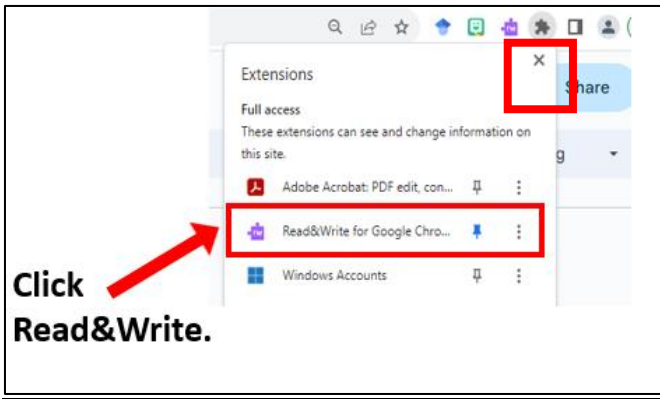 Share
Extensions
Full access
These extensions can see and change information on
this site.
g
Adobe Acrobat: PDF edit, con...
Read&Write for Google Chro...
Windows Accounts
Click
Read&Write.